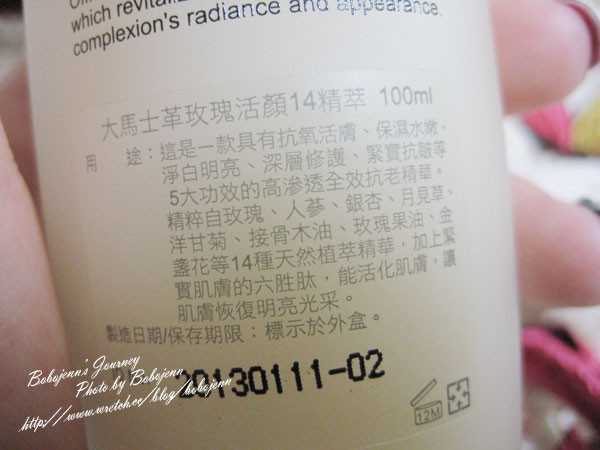 which revitaliz
complexion's radiance and appearance.
大馬士革玫瑰活顏14精萃 100ml
用 途：這是一款具有抗氧活膚、保濕水嫩、
淨白明亮、深層修護、緊實抗皺等
5大功效的高滲透全效抗老精華。
精粹自玫瑰、人蔘、銀杏、月見草、
洋甘菊、接骨木油、玫瑰果油、金
盞花等14種天然植萃精華，加上緊
實肌膚的六胜肽，能活化肌膚，讓
肌膚恢復明亮光采。
製造日期/保存期限：標示於外盒。
20130111-02
12M
Bobojenn's Journey
Photo by Bobojenn
http://www.wretch.cc/blog/bobojenn